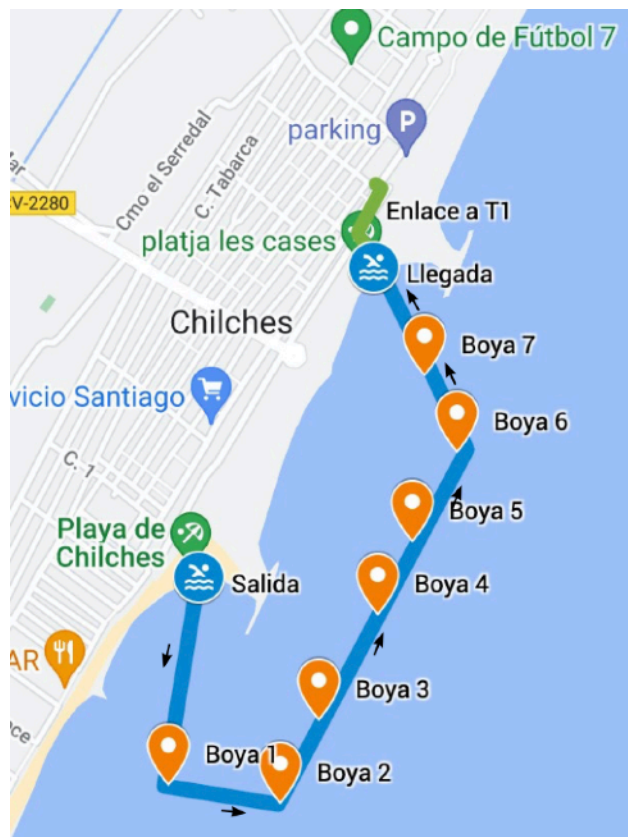 Campo de Fútbol 7
parking
P
Cmo el Serredal
C. Tabarca
CV-2280
Enlace a T1
platja les cases
Llegada
Chilches
Boya 7
vicio Santiago
Boya 6
C. 1
Boya 5
Playa de
Chilches
Salida
Boya 4
AR
Boya 3
Boya 1
Boya 2